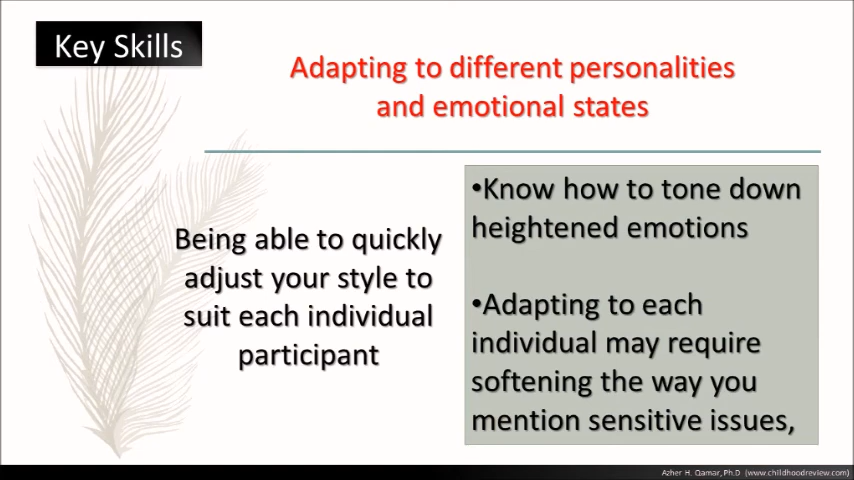 Key Skills
Adapting to different personalities
and emotional states
Being able to quickly
adjust your style to
suit each individual
participant
•Know how to tone down
heightened emotions
•Adapting to each
individual may require
softening the way you
mention sensitive issues,
Azher H. Qamar, Ph.D (www.childhoodreview.com)